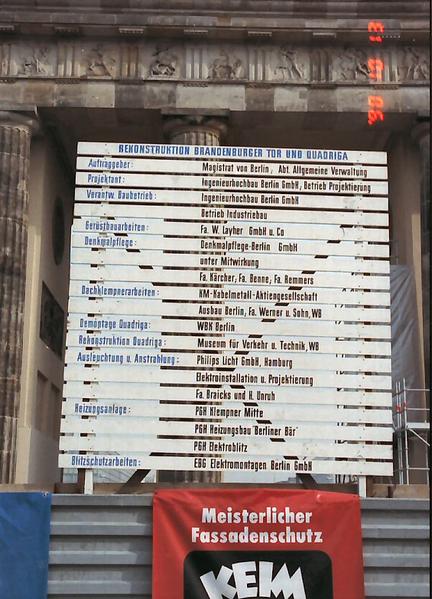 REKONSTRUKTION BRANDENBURGER TOR UND QUADRIGA
Auftraggeber: Magistrat von Berlin, Abt. Allgemeine Verwaltung
Projektant: Ingenieurhochbau Berlin GmbH, Betrieb Projektierung
Verantw. Baubetrieb: Ingenieurhochbau Berlin GmbH
Betrieb Industriebau
Gerüstbauarbeiten: Fa. W. Layher GmbH u. Co
Denkmalpflege: Denkmalpflege-Berlin GmbH
unter Mitwirkung
Fa. Kärcher, Fa. Benne, Fa. Remmers
Dachklempnerarbeiten: KM-Kabelmetall-Aktiengesellschaft
Ausbau Berlin, Fa. Werner u. Sohn, WB
Demontage Quadriga: WBK Berlin
Rekonstruktion Quadriga: Museum für Verkehr u. Technik, WB
Ausleuchtung u. Anstrahlung: Philips Licht GmbH, Hamburg
Elektroinstallation u. Projektierung
Fa. Braicks und H. Unruh
Heizungsanlage: PGH Klempner Mitte
PGH Heizungsbau "Berliner Bär"
PGH Elektroblitz
Blitzschutzarbeiten: EBG Elektromontagen Berlin GmbH
Meisterlicher
Fassadenschutz
KEIM